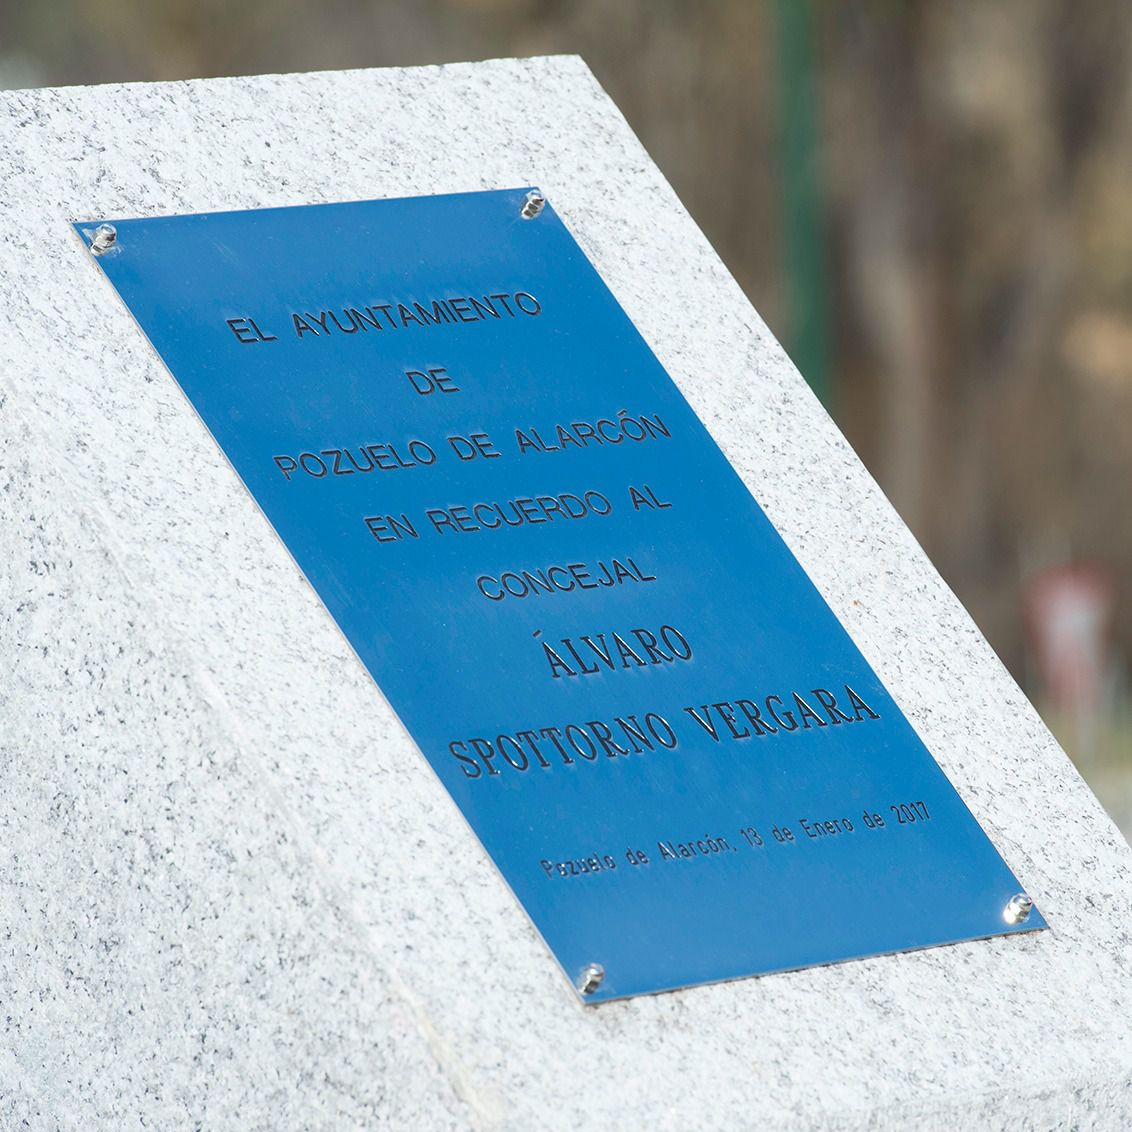 EL AYUNTAMIENTO
DE
POZUELO DE ALARCÓN
EN RECUERDO AL
CONCEJAL
ÁLVARO
SPOTTORNO VERGARA
Pozuelo de Alarcón, 13 de Enero de 2017